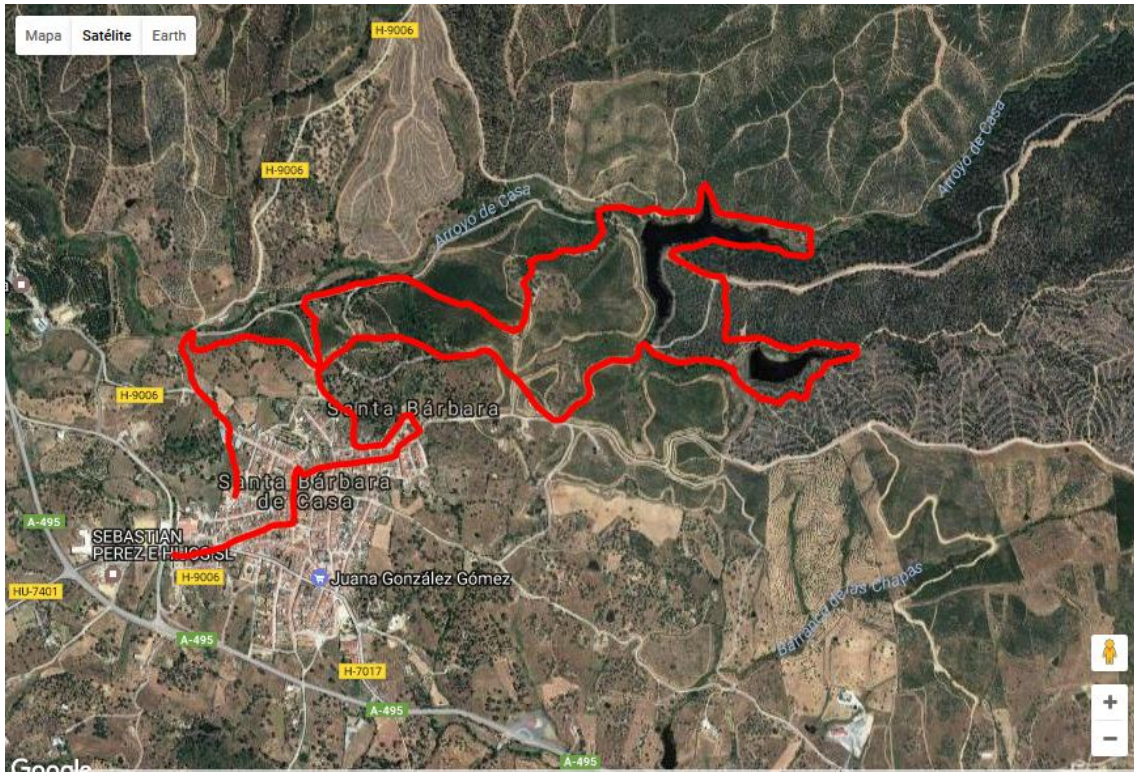 Mapa Satélite Earth
H-9006
H-9006
Arroyo de Casa
Arroyo de Casa
a
H-9006
Santa Bárbara
Santa Bárbara
de Casa
A-495
SEBASTIAN
PEREZ E HIJOS SL
H-9006
Juana González Gómez
HU-7401
Barranco de las Chapas
A-495
H-7017
A-495
A-495
+
−
Google